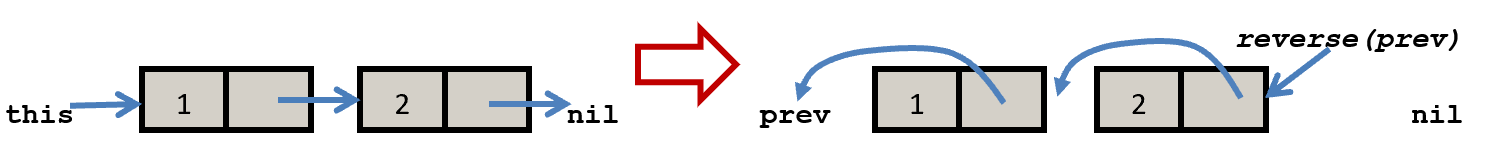 this 1 2 nil
reverse(prev)
prev 1 2 nil